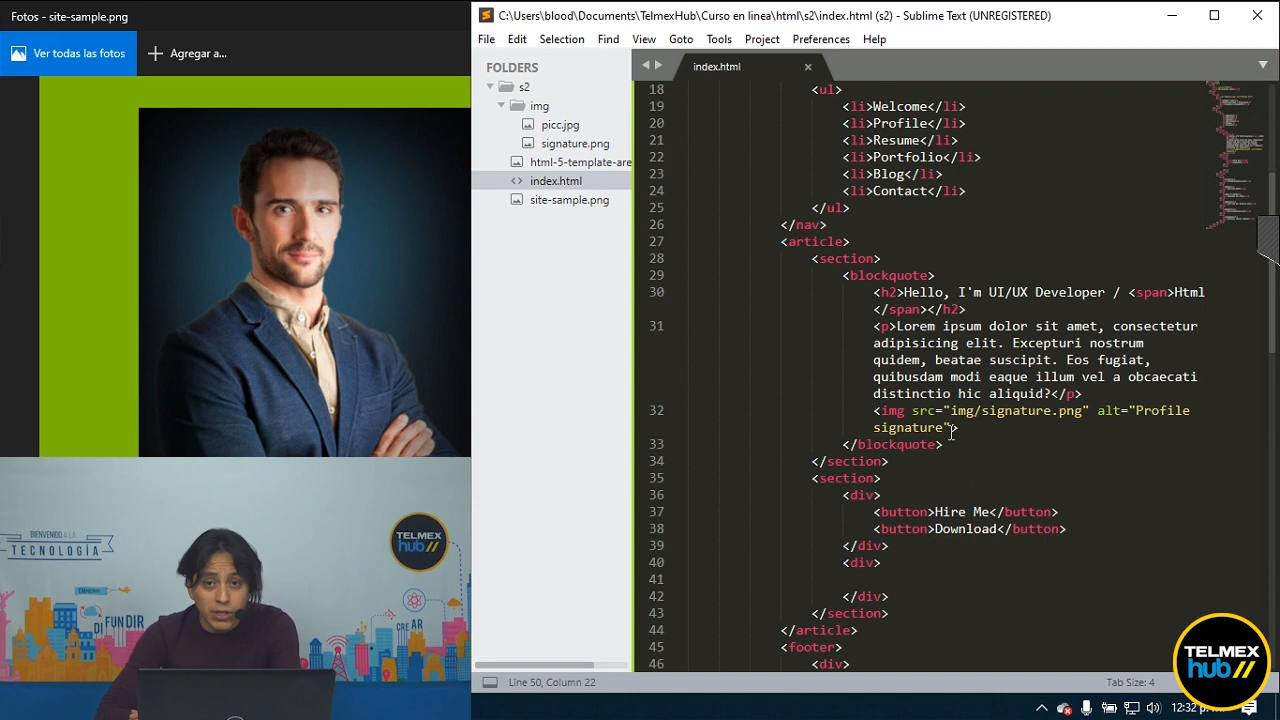 Fotos - site-sample.png
Ver todas las fotos
Agregar a...
BIENVENIDO A LA
TECNOLOGÍA
TELMEX
hub//
DIFUNDIR
CREAR
C:\Users\blood\Documents\TelmexHub\Curso en linea\html\s2\index.html (s2) - Sublime Text (UNREGISTERED)
File Edit Selection Find View Goto Tools Project Preferences Help
FOLDERS
s2
img
picc.jpg
signature.png
html-5-template-are
index.html
site-sample.png
index.html
18 <ul>
19 <li>Welcome</li>
20 <li>Profile</li>
21 <li>Resume</li>
22 <li>Portfolio</li>
23 <li>Blog</li>
24 <li>Contact</li>
25 </ul>
26 </nav>
27 <article>
28 <section>
29 <blockquote>
30 <h2>Hello, I'm UI/UX Developer / <span>Html
</span></h2>
31 <p>Lorem ipsum dolor sit amet, consectetur
adipisicing elit. Excepturi nostrum
quidem, beatae suscipit. Eos fugiat,
quibusdam modi eaque illum vel a obcaecati
distinctio hic aliquid?</p>
32 <img src="img/signature.png" alt="Profile
signature">
33 </blockquote>
34 </section>
35 <section>
36 <div>
37 <button>Hire Me</button>
38 <button>Download</button>
39 </div>
40 <div>
41
42 </div>
43 </section>
44 </article>
45 <footer>
46 <div>
Line 50, Column 22
Tab Size: 4
TELMEX
hub//
12:32 p.